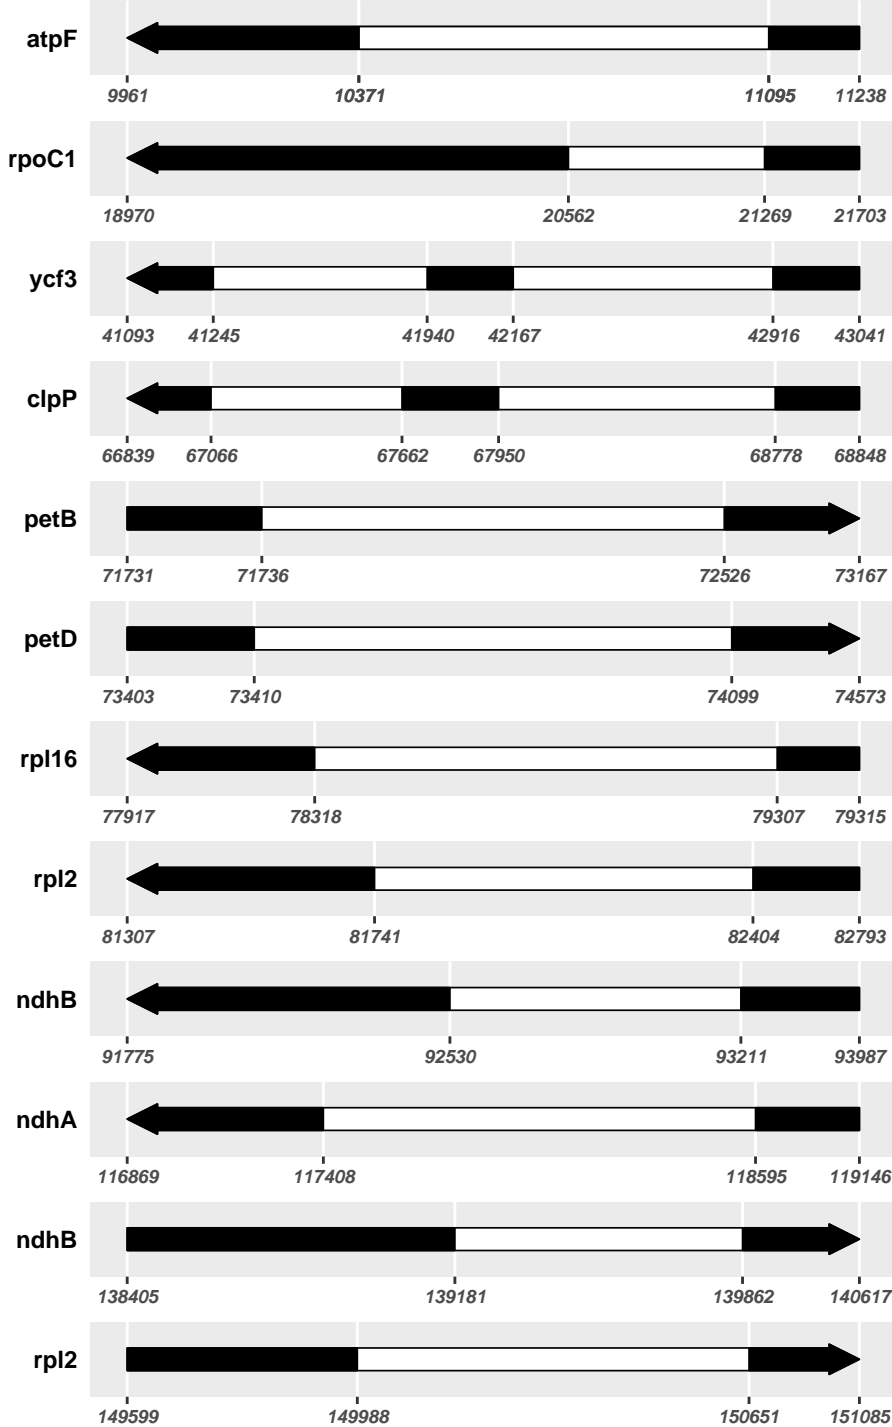 atpF
9961 10371 11095 11238
rpoC1
18970 20562 21269 21703
ycf3
41093 41245 41940 42167 42916 43041
clpP
66839 67066 67662 67950 68778 68848
petB
71731 71736 72526 73167
petD
73403 73410 74099 74573
rpl16
77917 78318 79307 79315
rpl2
81307 81741 82404 82793
ndhB
91775 92530 93211 93987
ndhA
116869 117408 118595 119146
ndhB
138405 139181 139862 140617
rpl2
149599 149988 150651 151085